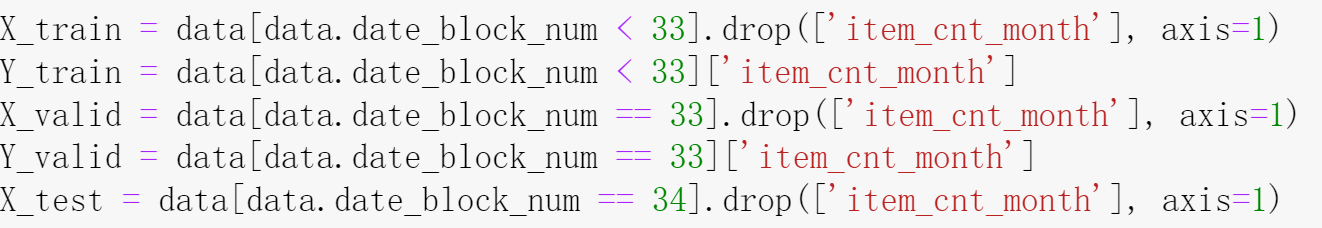 X_train = data[data.date_block_num < 33].drop(['item_cnt_month'], axis=1)
Y_train = data[data.date_block_num < 33]['item_cnt_month']
X_valid = data[data.date_block_num == 33].drop(['item_cnt_month'], axis=1)
Y_valid = data[data.date_block_num == 33]['item_cnt_month']
X_test = data[data.date_block_num == 34].drop(['item_cnt_month'], axis=1)